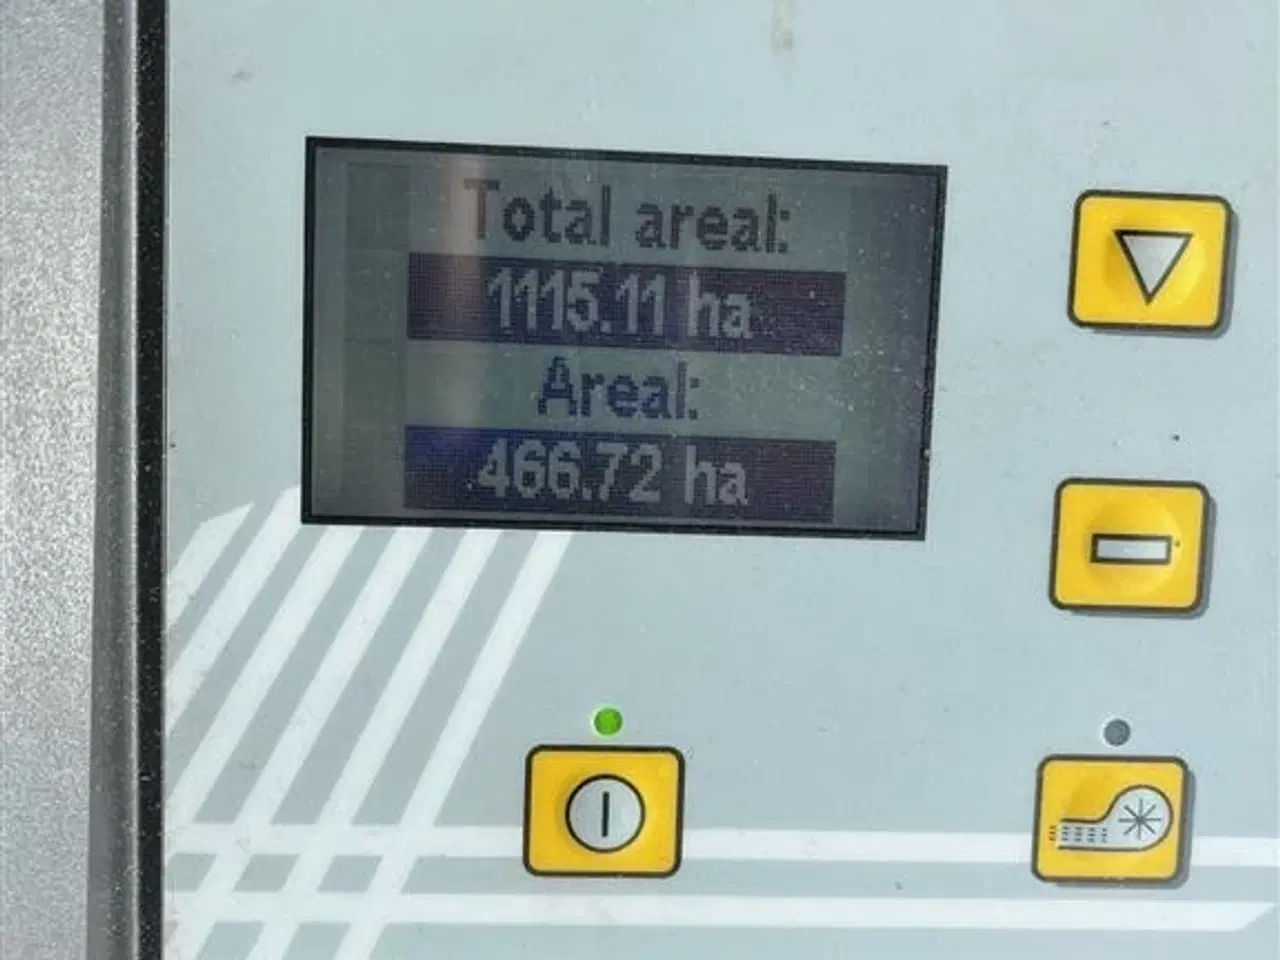 Total areal:
1115.11 ha
Areal:
466.72 ha